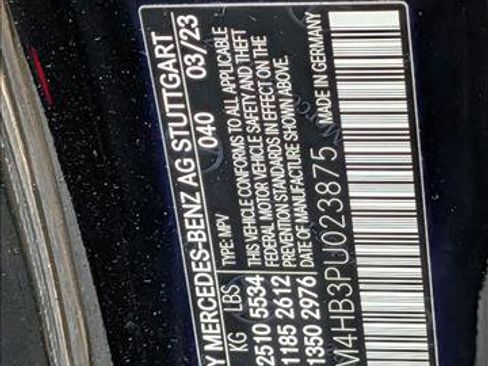 Y MERCEDES-BENZ AG STUTTGART
040 03/23
KG LBS TYPE: MPV
2510 5534
1185 2612
1350 2976
THIS VEHICLE CONFORMS TO ALL APPLICABLE
FEDERAL MOTOR VEHICLE SAFETY AND THEFT
PREVENTION STANDARDS IN EFFECT ON THE
DATE OF MANUFACTURE SHOWN ABOVE.
MADE IN GERMANY
M4HB3PU023875